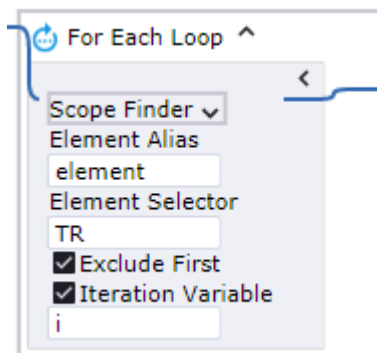 For Each Loop
Scope Finder
Element Alias
element
Element Selector
TR
Exclude First
Iteration Variable
i